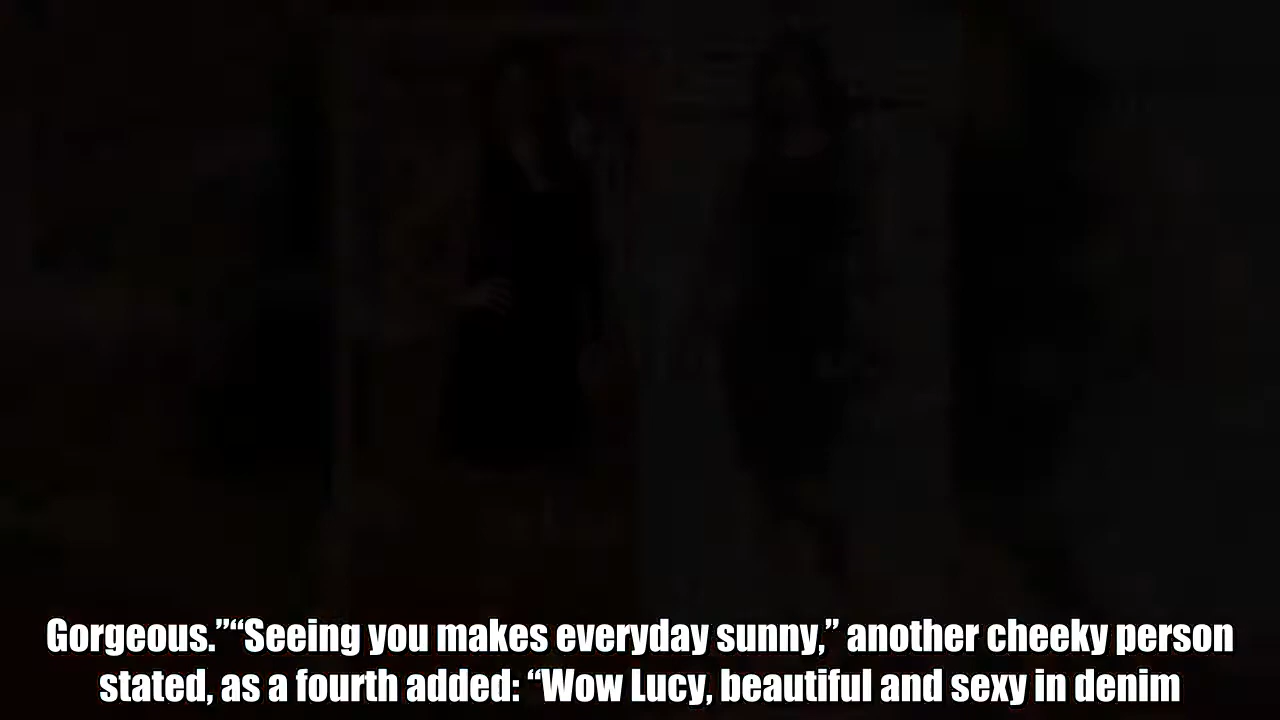 Gorgeous.”“Seeing you makes everyday sunny,” another cheeky person
stated, as a fourth added: “Wow Lucy, beautiful and sexy in denim